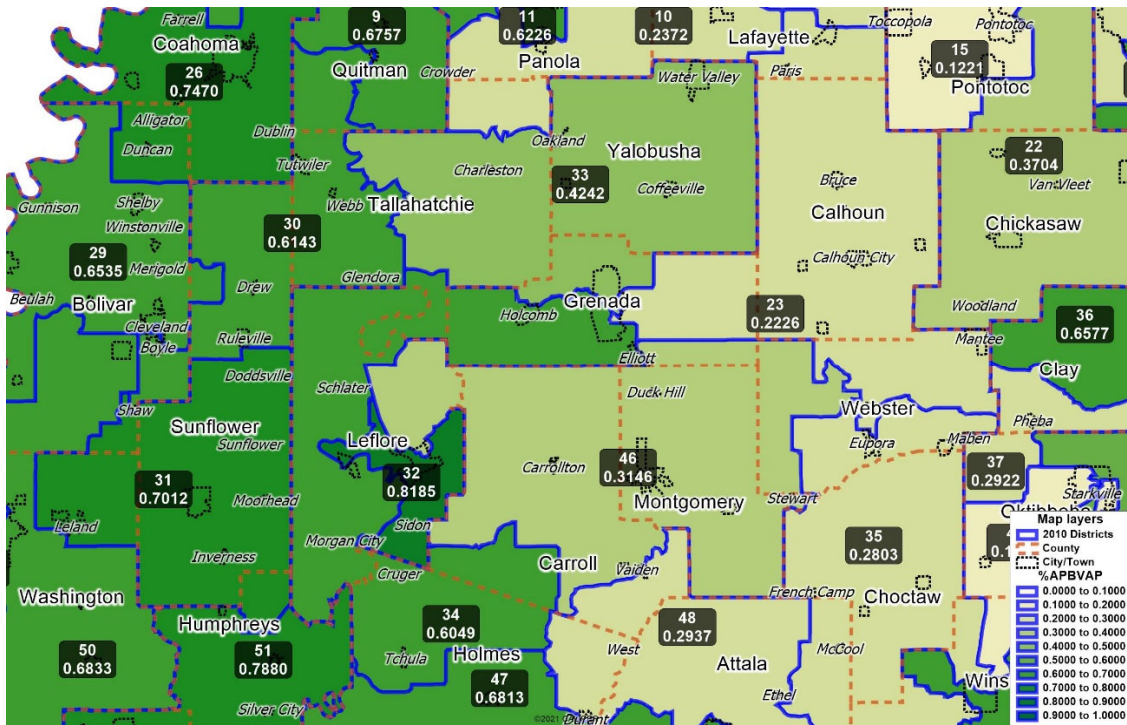 Farrell
Coahoma
26
0.7470
9
0.6757
Quitman
Crowder
11
0.6226
Panola
10
0.2372
Lafayette
Paris
Toccopola
Pontotoc
15
0.1221
Pontotoc
Water Valley
Alligator
Duncan
Dublin
Tutwiler
Oakland
Yalobusha
Charleston
33
0.4242
Coffeeville
Bruce
22
0.3704
Van Vleet
Gunnison
Shelby
Winstonville
30
0.6143
Webb
Tallahatchie
Calhoun
Chickasaw
29
0.6535
Merigold
Calhoun City
Beulah
Bolivar
Drew
Glendora
Holcomb
Grenada
23
0.2226
Woodland
36
0.6577
Cleveland
Boyle
Ruleville
Elliott
Mantee
Clay
Doddsville
Schlater
Duck Hill
Shaw
Sunflower
Sunflower
Leflore
Webster
Eupora
Maben
Pheba
31
0.7012
32
0.8185
Carrollton
46
0.3146
37
0.2922
Starkville
Moorhead
Montgomery
Stewart
Leland
Sidon
35
0.2803
Morgan City
Inverness
Cruger
Carroll
Vaiden
French Camp
Choctaw
Washington
Humphreys
34
0.6049
48
0.2937
50
0.6833
51
0.7880
Tchula
Holmes
West
Attala
McCool
47
0.6813
Silver City
Ethel
Wins
©2021
Durant
Map layers
2010 Districts
County
City/Town
%APBVAP
0.0000 to 0.1000
0.1000 to 0.2000
0.2000 to 0.3000
0.3000 to 0.4000
0.4000 to 0.5000
0.5000 to 0.6000
0.6000 to 0.7000
0.7000 to 0.8000
0.8000 to 0.9000
0.9000 to 1.0000